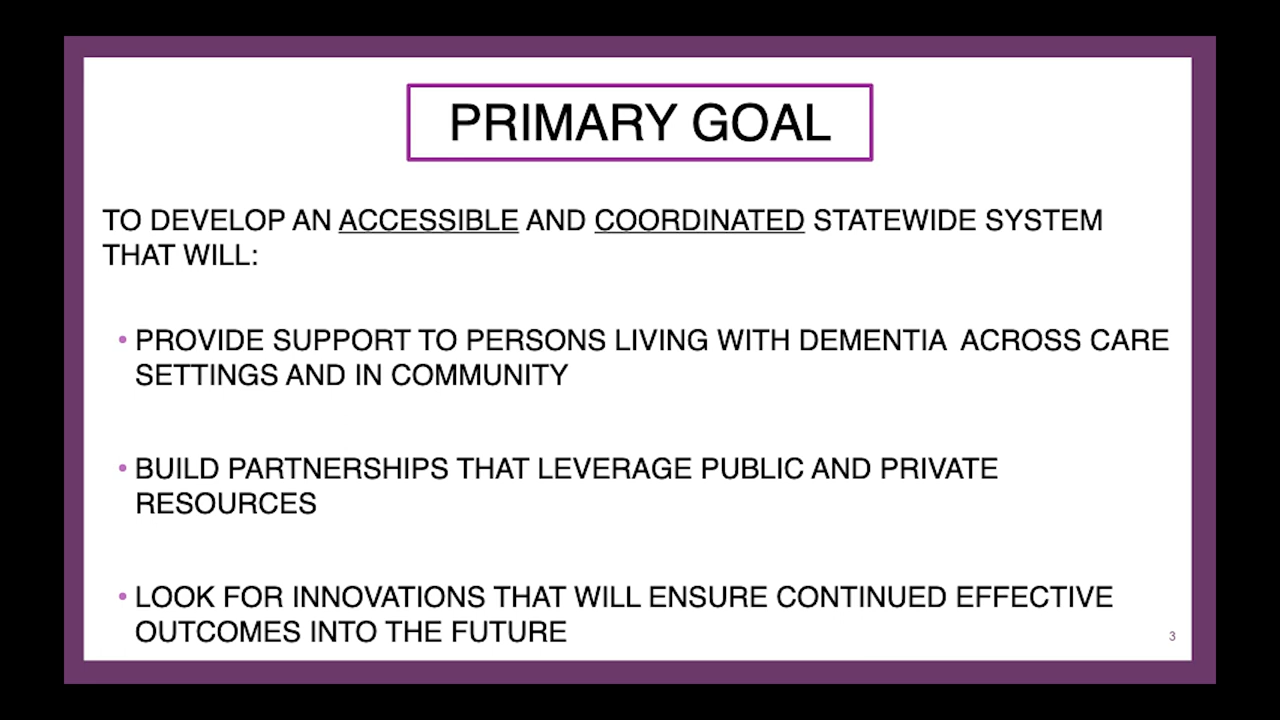 PRIMARY GOAL
TO DEVELOP AN ACCESSIBLE AND COORDINATED STATEWIDE SYSTEM
THAT WILL:
• PROVIDE SUPPORT TO PERSONS LIVING WITH DEMENTIA  ACROSS CARE
SETTINGS AND IN COMMUNITY
• BUILD PARTNERSHIPS THAT LEVERAGE PUBLIC AND PRIVATE
RESOURCES
• LOOK FOR INNOVATIONS THAT WILL ENSURE CONTINUED EFFECTIVE
OUTCOMES INTO THE FUTURE
3